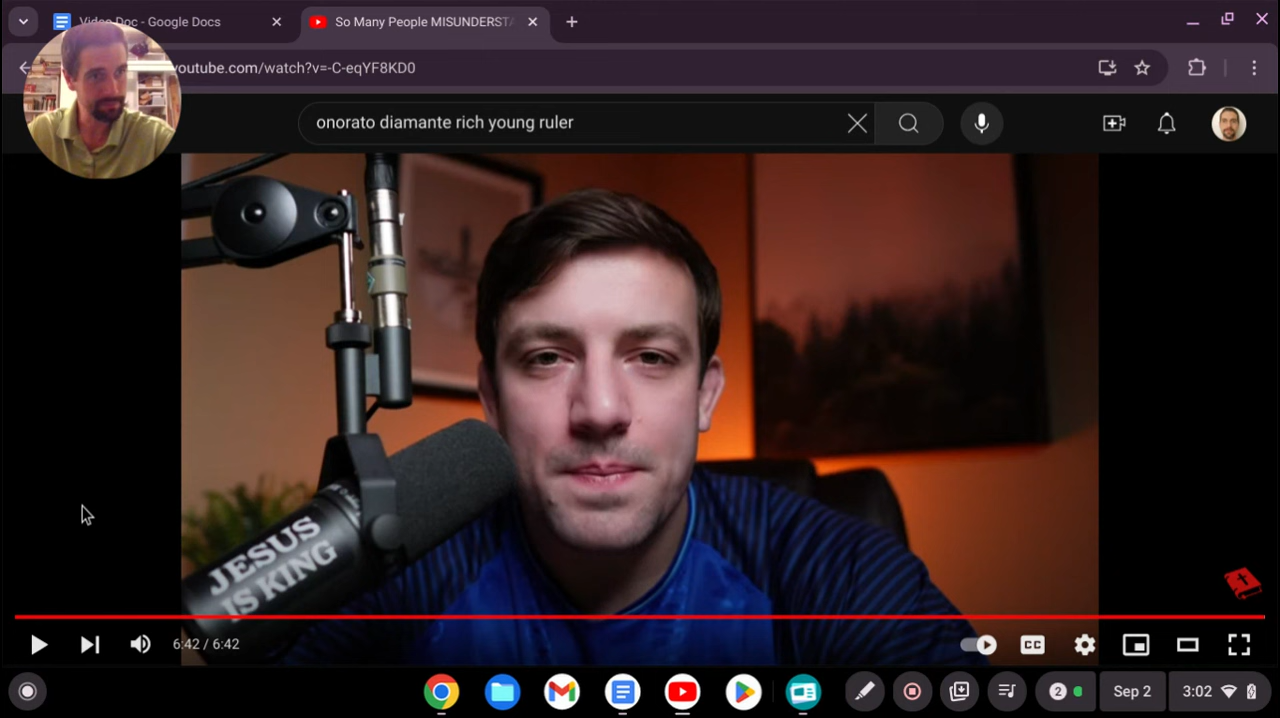 Video Doc - Google Docs
So Many People MISUNDERST
youtube.com/watch?v=-C-eqYF8KD0
onorato diamante rich young ruler
JESUS
IS KING
6:42 / 6:42
CC
2
Sep 2
3:02